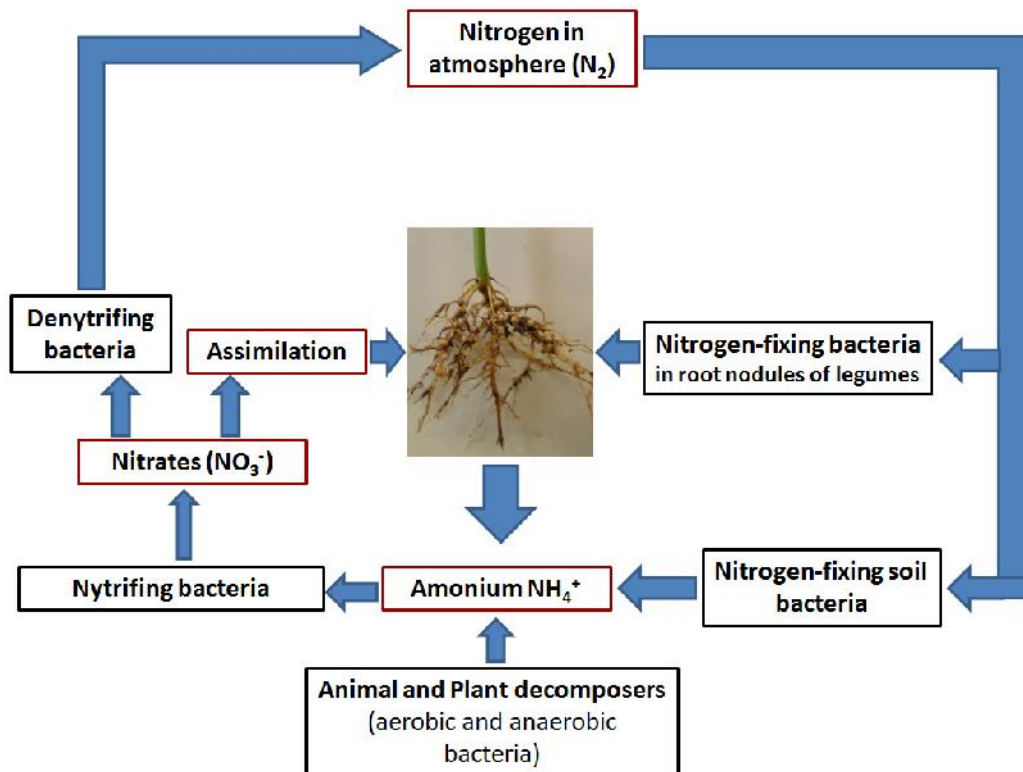 Nitrogen in
atmosphere (N₂)
Denytrifing
bacteria
Assimilation
Nitrogen-fixing bacteria
in root nodules of legumes
Nitrates (NO₃⁻)
Nytrifing bacteria
Amonium NH₄⁺
Nitrogen-fixing soil
bacteria
Animal and Plant decomposers
(aerobic and anaerobic
bacteria)